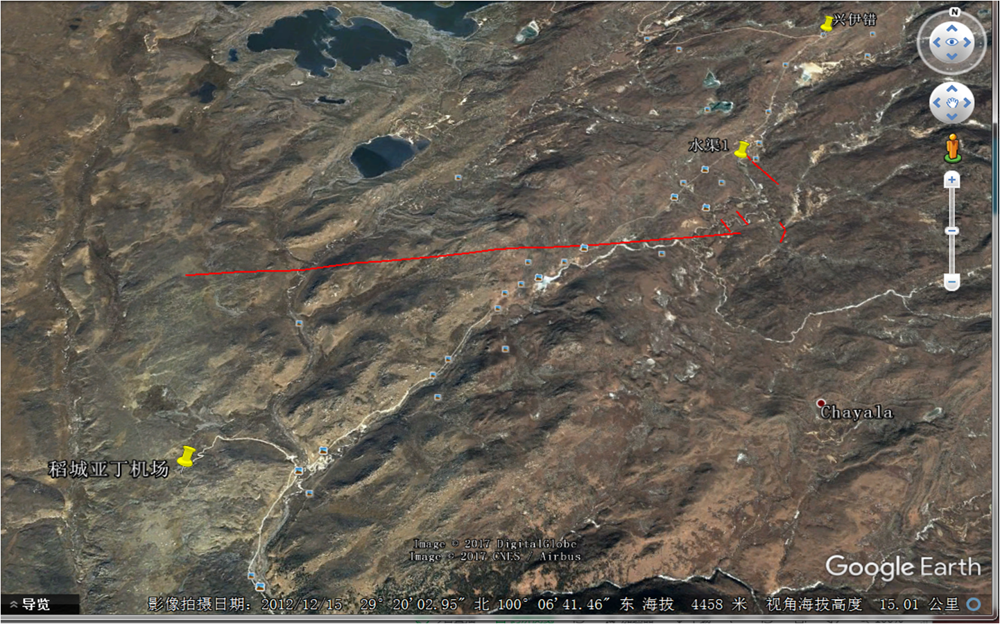 N
兴伊错
水渠1
Chayala
稻城亚丁机场
Image © 2017 DigitalGlobe
Image © 2017 CNES / Airbus
Google Earth
导览
影像拍摄日期: 2012/12/15 29° 20'02.95" 北 100° 06'41.46" 东 海拔 4458 米 视角海拔高度 15.01 公里